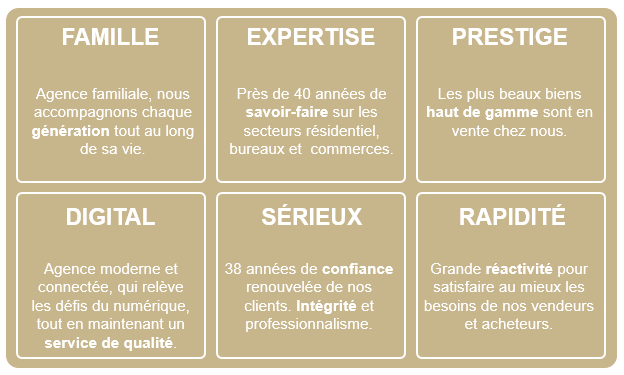 FAMILLE
Agence familiale, nous
accompagnons chaque
génération tout au long
de sa vie.
EXPERTISE
Près de 40 années de
savoir-faire sur les
secteurs résidentiel,
bureaux et  commerces.
PRESTIGE
Les plus beaux biens
haut de gamme sont en
vente chez nous.
DIGITAL
Agence moderne et
connectée, qui relève
les défis du numérique,
tout en maintenant un
service de qualité.
SÉRIEUX
38 années de confiance
renouvelée de nos
clients. Intégrité et
professionnalisme.
RAPIDITÉ
Grande réactivité pour
satisfaire au mieux les
besoins de nos vendeurs
et acheteurs.